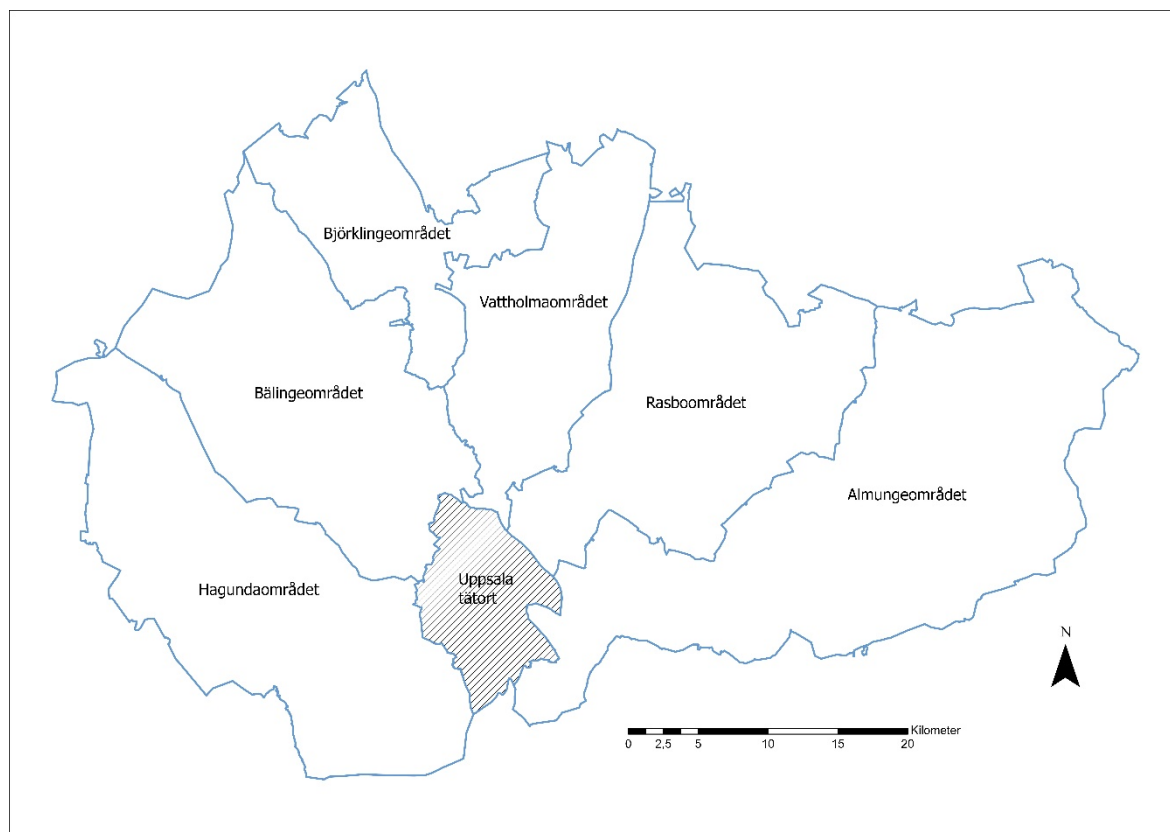 Björklingeområdet
Vattholmaområdet
Bälingeområdet
Rasboområdet
Almungeområdet
Uppsala
tätort
Hagundaområdet
N
Kilometer
0 2,5 5 10 15 20